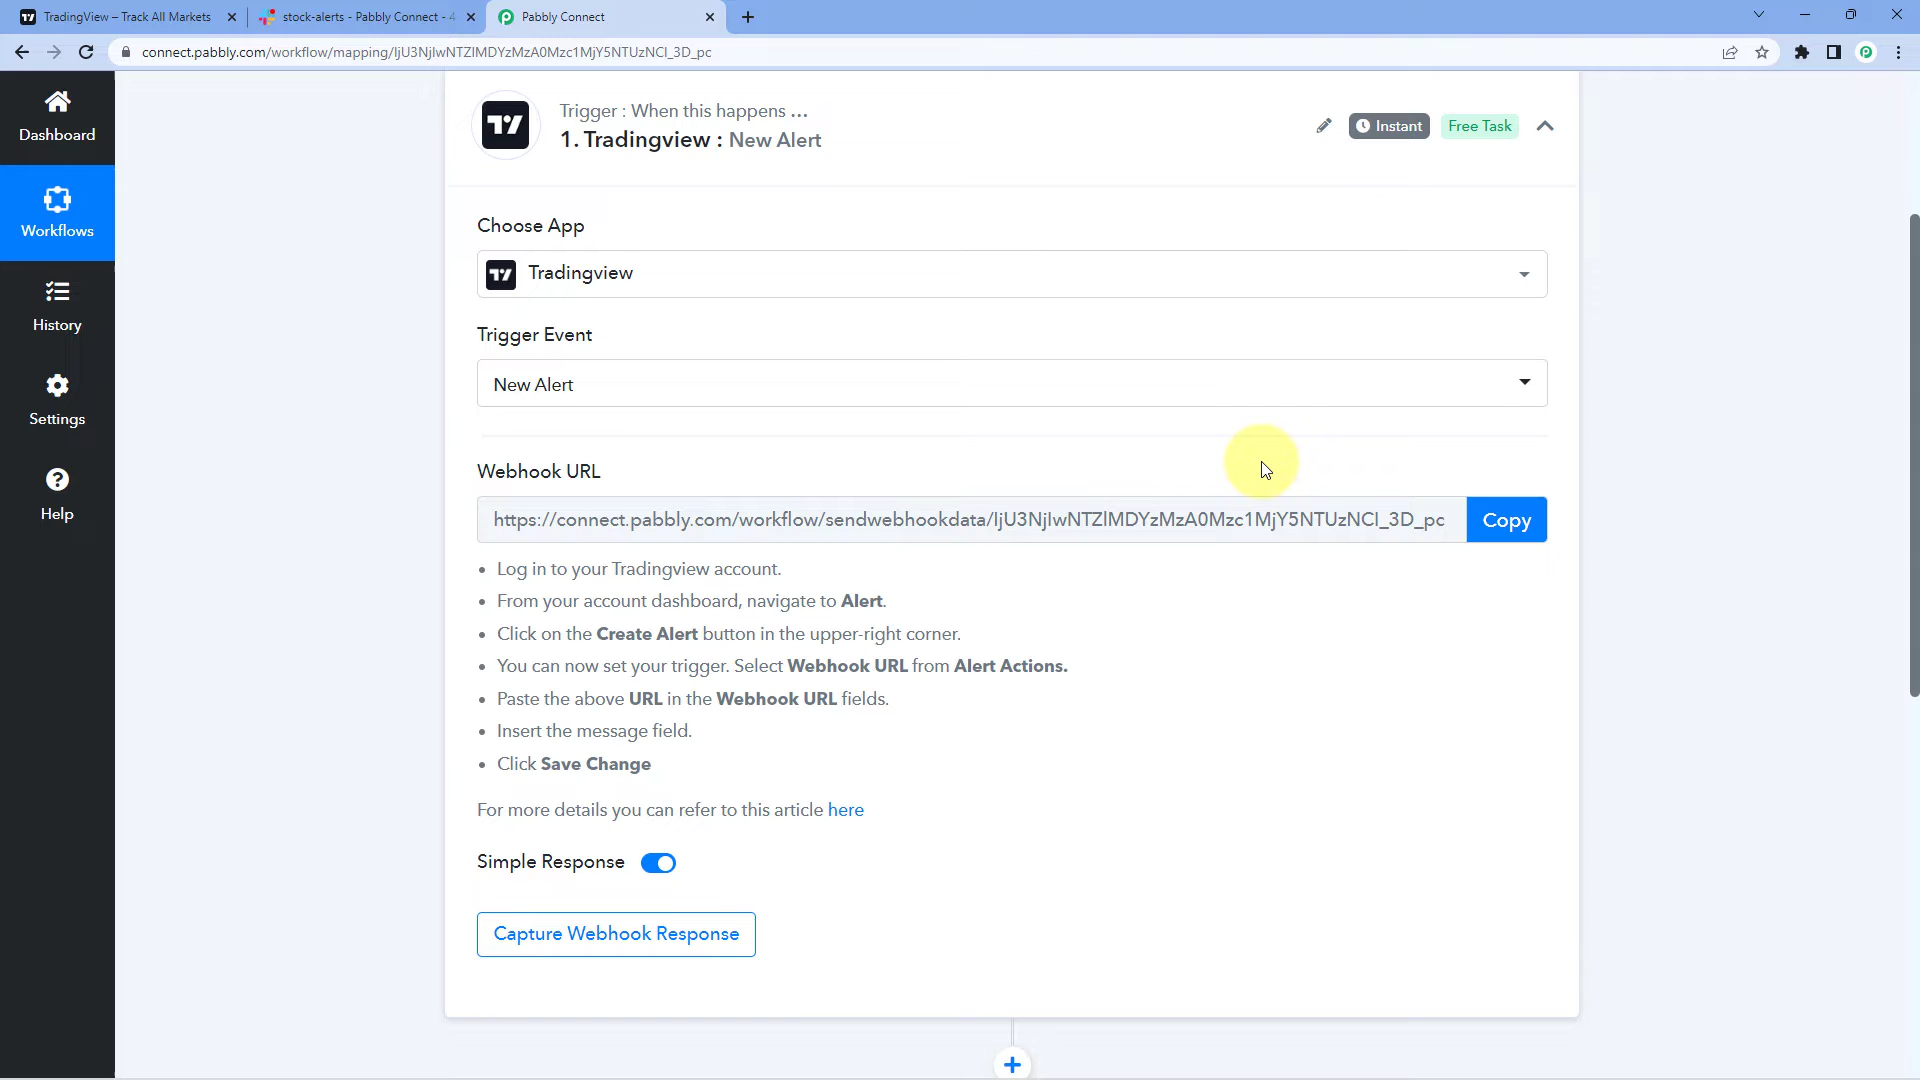 TradingView – Track All Markets
stock-alerts - Pabbly Connect - 4
Pabbly Connect
connect.pabbly.com/workflow/mapping/IjU3NjIwNTZlMDYzMzA0Mzc1MjY5NTUzNCI_3D_pc
Dashboard
Workflows
History
Settings
Help
Trigger : When this happens ...
1. Tradingview : New Alert
Instant
Free Task
Choose App
Tradingview
Trigger Event
New Alert
Webhook URL
https://connect.pabbly.com/workflow/sendwebhookdata/IjU3NjIwNTZlMDYzMzA0Mzc1MjY5NTUzNCI_3D_pc
Copy
• Log in to your Tradingview account.
• From your account dashboard, navigate to Alert.
• Click on the Create Alert button in the upper-right corner.
• You can now set your trigger. Select Webhook URL from Alert Actions.
• Paste the above URL in the Webhook URL fields.
• Insert the message field.
• Click Save Change
For more details you can refer to this article here
Simple Response
Capture Webhook Response